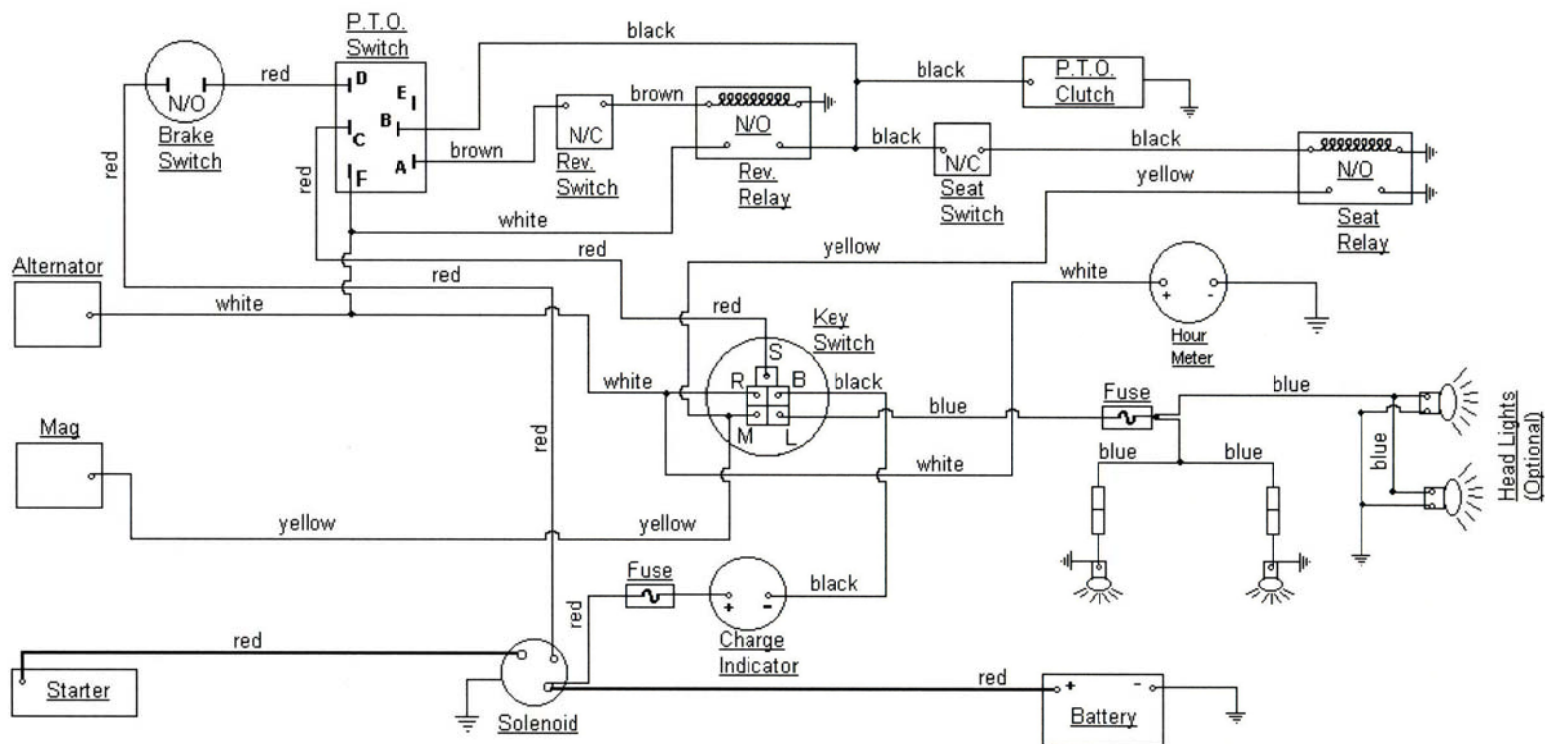 P.T.O.
Switch
black
red
D
E
B
C
A
F
N/O
Brake
Switch
red
red
brown
N/C
Rev.
Switch
brown
N/O
Rev.
Relay
black
P.T.O.
Clutch
black
N/C
Seat
Switch
black
N/O
Seat
Relay
yellow
white
red
yellow
Alternator
white
red
red
Key
Switch
white
+ -
Hour
Meter
S
R
B
M
L
white
black
blue
Fuse
blue
blue
Head Lights
(Optional)
blue
blue
white
Mag
yellow
yellow
red
Fuse
red
+ -
Charge
Indicator
black
red
Starter
Solenoid
red
+ -
Battery